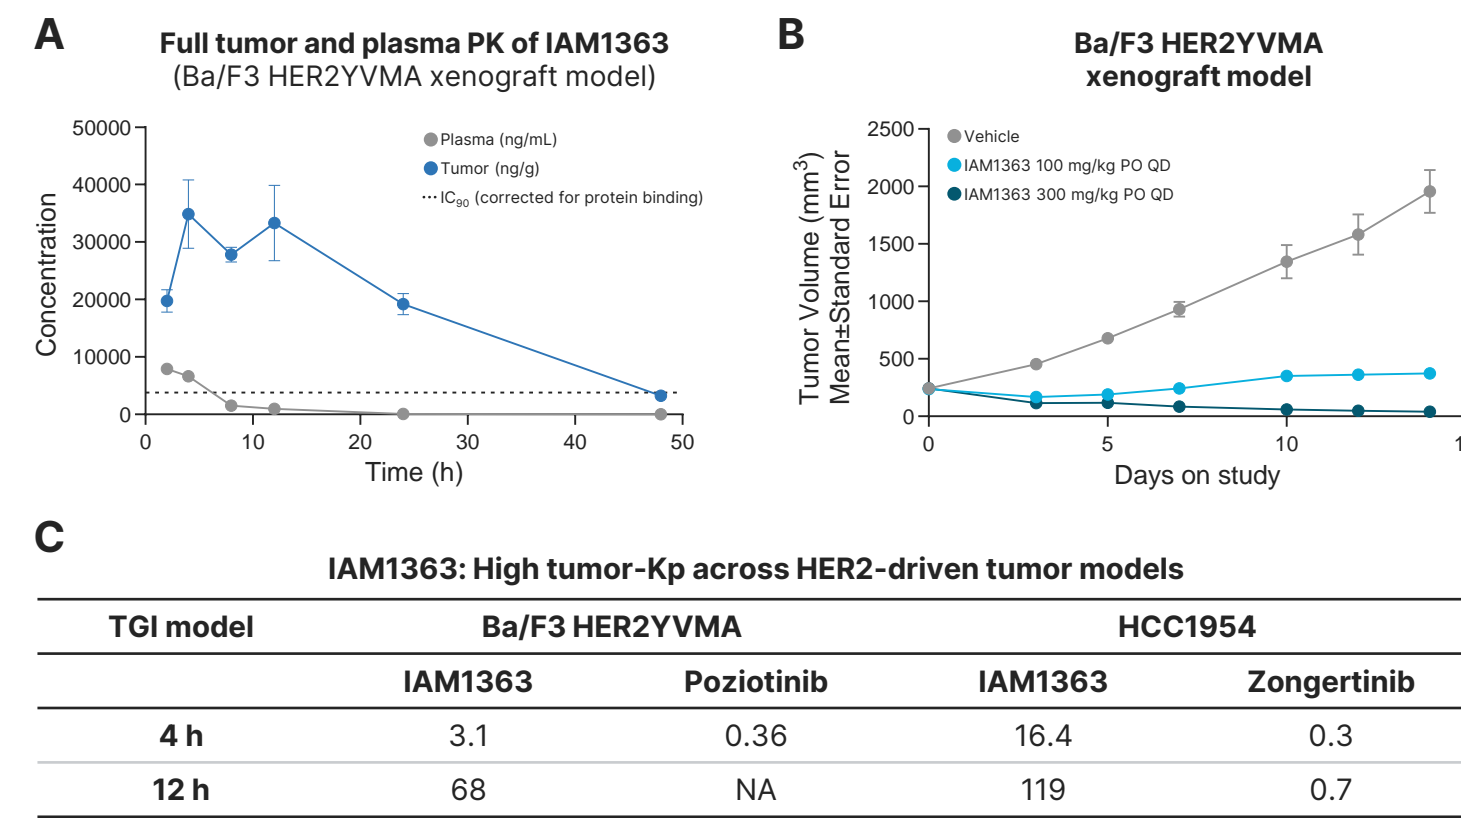 A
Full tumor and plasma PK of IAM1363
(Ba/F3 HER2YVMA xenograft model)
50000
40000
30000
20000
10000
0
Concentration
Plasma (ng/mL)
Tumor (ng/g)
IC90 (corrected for protein binding)
0 10 20 30 40 50
Time (h)
B
Ba/F3 HER2YVMA
xenograft model
2500
2000
1500
1000
500
0
Tumor Volume (mm3)
Mean±Standard Error
Vehicle
IAM1363 100 mg/kg PO QD
IAM1363 300 mg/kg PO QD
0 5 10
Days on study
C
IAM1363: High tumor-Kp across HER2-driven tumor models
TGI model Ba/F3 HER2YVMA HCC1954
IAM1363 Poziotinib IAM1363 Zongertinib
4 h 3.1 0.36 16.4 0.3
12 h 68 NA 119 0.7